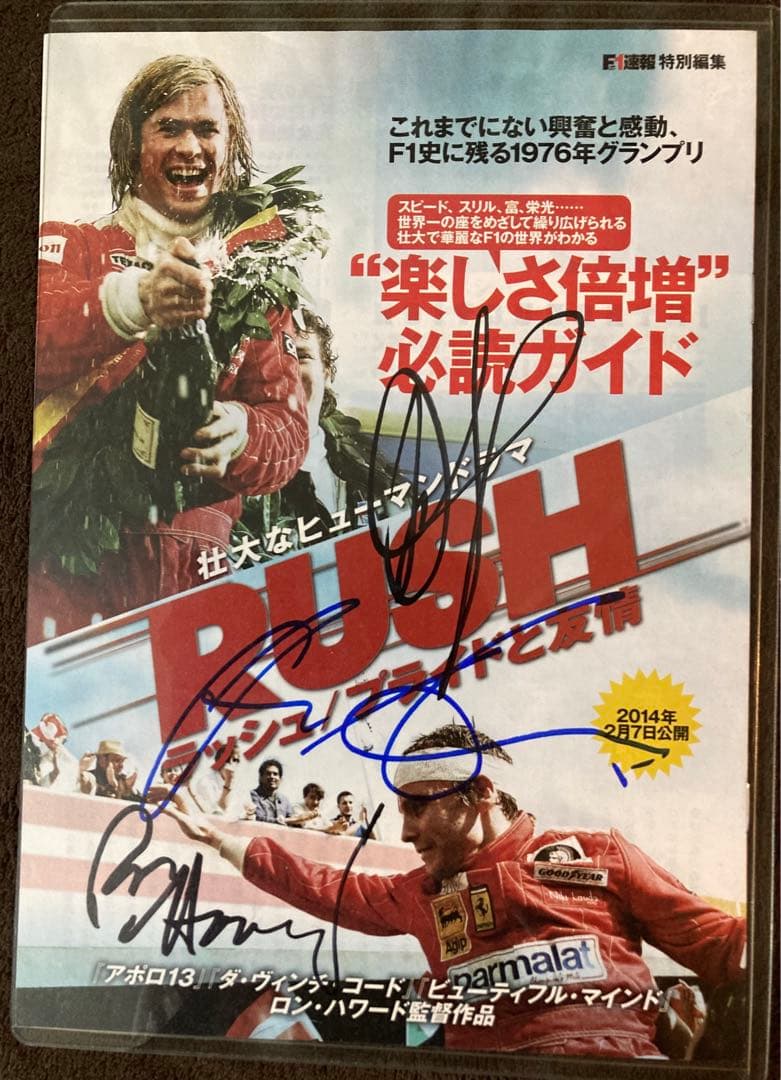 F1速報 特別編集
これまでにない興奮と感動、
F1史に残る1976年グランプリ
スピード、スリル、富、栄光……
世界一の座をめざして繰り広げられる
壮大で華麗なF1の世界がわかる
“楽しさ倍増”
必読ガイド
壮大なヒューマンドラマ
RUSH
ラッシュ/プライドと友情
2014年
2月7日公開
GOODYEAR
Niki Lauda
Agip
parmalat
『アポロ13』『ダ・ヴィンチ・コード』『ビューティフル・マインド』
ロン・ハワード監督作品